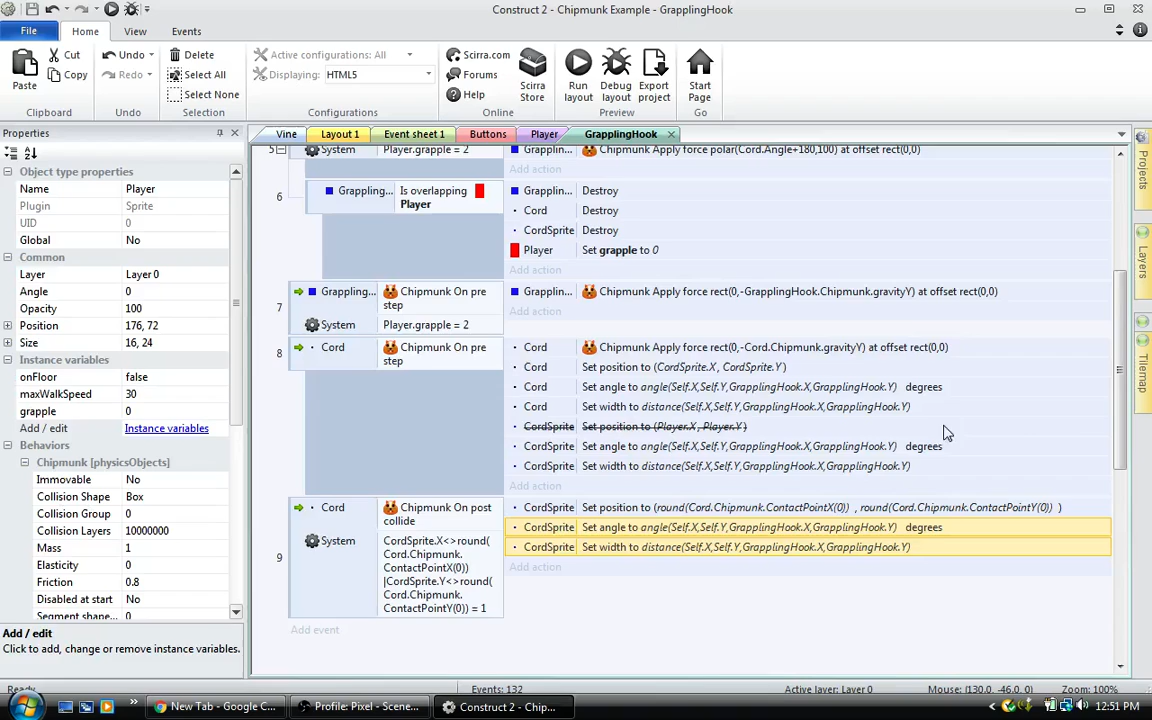 Construct 2 - Chipmunk Example - GrapplingHook
File Home View Events
Paste Cut Copy Undo Redo Delete Select All Select None
Active configurations: All
Displaying: HTML5
Scirra.com Forums Help Scirra Store Run layout Debug layout Export project Start Page
Clipboard Undo Selection Configurations Online Preview Go
Properties
Vine Layout 1 Event sheet 1 Buttons Player GrapplingHook
Object type properties
Name Player
Plugin Sprite
UID 0
Global No
Common
Layer Layer 0
Angle 0
Opacity 100
Position 176, 72
Size 16, 24
Instance variables
onFloor false
maxWalkSpeed 30
grapple 0
Add / edit Instance variables
Behaviors
Chipmunk [physicsObjects]
Immovable No
Collision Shape Box
Collision Group 0
Collision Layers 10000000
Mass 1
Elasticity 0
Friction 0.8
Disabled at start No
Segment shape... 0
Add / edit
Click to add, change or remove instance variables.
5 System Player.grapple = 2 Grapplin... Chipmunk Apply force polar(Cord.Angle+180,100) at offset rect(0,0)
Add action
6 Grappling... Is overlapping Player Grapplin... Destroy
Cord Destroy
CordSprite Destroy
Player Set grapple to 0
Add action
7 Grappling... Chipmunk On pre step Grapplin... Chipmunk Apply force rect(0,-GrapplingHook.Chipmunk.gravityY) at offset rect(0,0)
Add action
System Player.grapple = 2
8 Cord Chipmunk On pre step Cord Chipmunk Apply force rect(0,-Cord.Chipmunk.gravityY) at offset rect(0,0)
Cord Set position to (CordSprite.X, CordSprite.Y)
Cord Set angle to angle(Self.X,Self.Y,GrapplingHook.X,GrapplingHook.Y) degrees
Cord Set width to distance(Self.X,Self.Y,GrapplingHook.X,GrapplingHook.Y)
CordSprite Set position to (Player.X, Player.Y)
CordSprite Set angle to angle(Self.X,Self.Y,GrapplingHook.X,GrapplingHook.Y) degrees
CordSprite Set width to distance(Self.X,Self.Y,GrapplingHook.X,GrapplingHook.Y)
Add action
9 Cord Chipmunk On post collide CordSprite Set position to (round(Cord.Chipmunk.ContactPointX(0)) , round(Cord.Chipmunk.ContactPointY(0)) )
CordSprite Set angle to angle(Self.X,Self.Y,GrapplingHook.X,GrapplingHook.Y) degrees
CordSprite Set width to distance(Self.X,Self.Y,GrapplingHook.X,GrapplingHook.Y)
Add action
System CordSprite.X<>round(
Cord.Chipmunk.
ContactPointX(0))
|CordSprite.Y<>round(
Cord.Chipmunk.
ContactPointY(0)) = 1
Add event
Projects
Layers
Tilemap
Ready Events: 132 Active layer: Layer 0 Mouse: (130.0, -46.0, 0) Zoom: 100%
New Tab - Google C... Profile: Pixel - Scene... Construct 2 - Chip... 12:51 PM